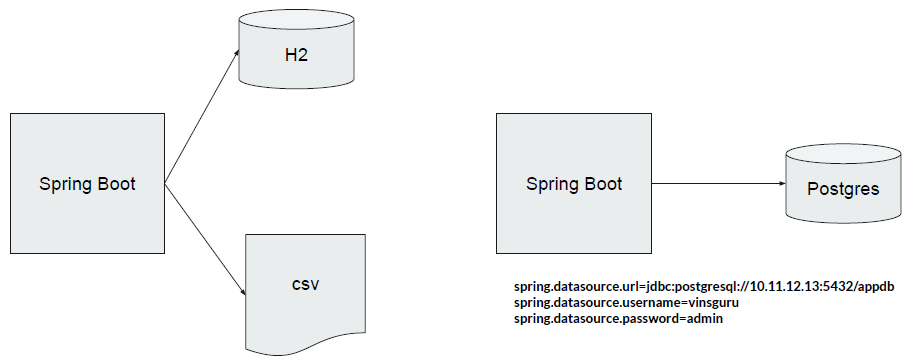 H2
Spring Boot
csv
Spring Boot
Postgres
spring.datasource.url=jdbc:postgresql://10.11.12.13:5432/appdb
spring.datasource.username=vinsguru
spring.datasource.password=admin